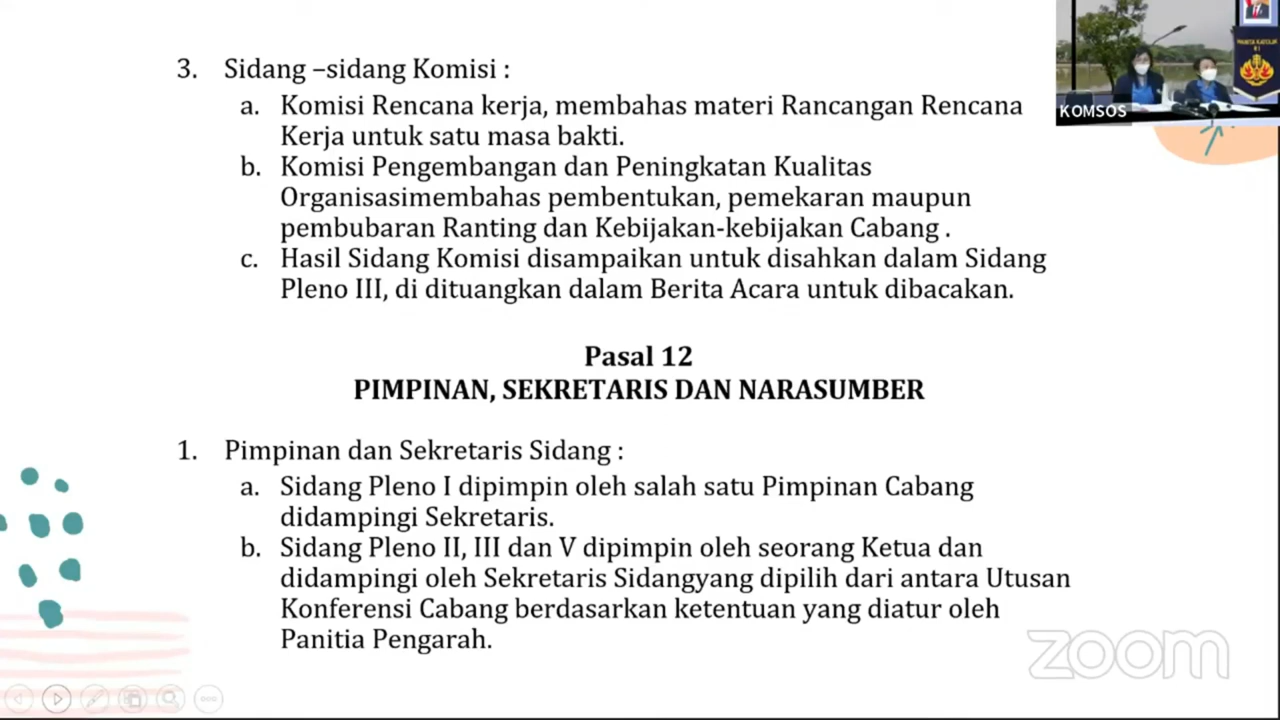 3. Sidang –sidang Komisi :
a. Komisi Rencana kerja, membahas materi Rancangan Rencana
Kerja untuk satu masa bakti.
b. Komisi Pengembangan dan Peningkatan Kualitas
Organisasimembahas pembentukan, pemekaran maupun
pembubaran Ranting dan Kebijakan-kebijakan Cabang .
c. Hasil Sidang Komisi disampaikan untuk disahkan dalam Sidang
Pleno III, di dituangkan dalam Berita Acara untuk dibacakan.
KOMSOS
Pasal 12
PIMPINAN, SEKRETARIS DAN NARASUMBER
1. Pimpinan dan Sekretaris Sidang :
a. Sidang Pleno I dipimpin oleh salah satu Pimpinan Cabang
didampingi Sekretaris.
b. Sidang Pleno II, III dan V dipimpin oleh seorang Ketua dan
didampingi oleh Sekretaris Sidangyang dipilih dari antara Utusan
Konferensi Cabang berdasarkan ketentuan yang diatur oleh
Panitia Pengarah.
zoom